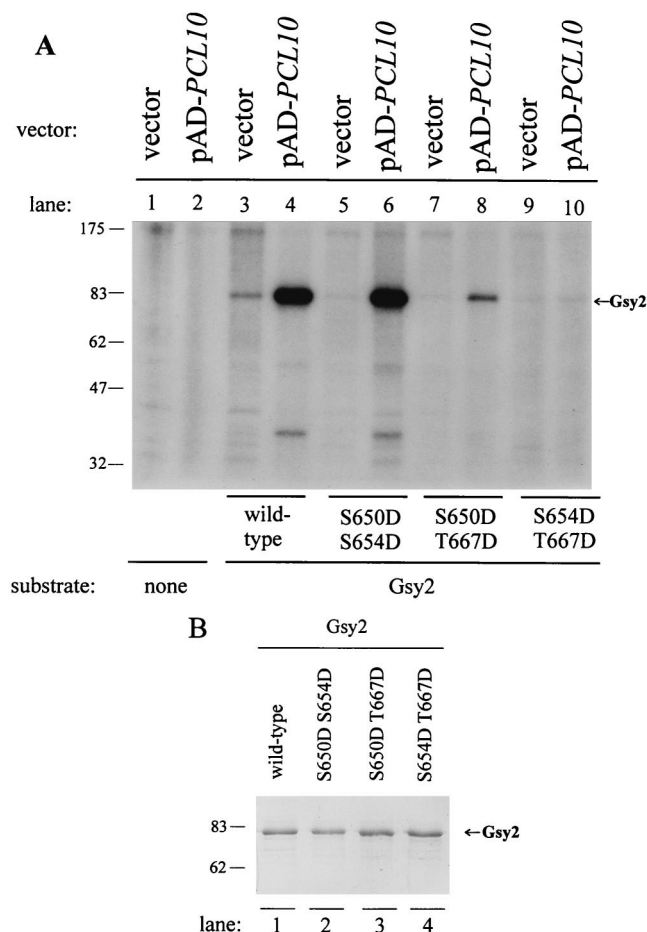 A
vector: vector pAD-PCL10 vector pAD-PCL10 vector pAD-PCL10 vector pAD-PCL10 vector pAD-PCL10
lane: 1 2 3 4 5 6 7 8 9 10
175
83
←Gsy2
62
47
32
wild-type S650D S654D S650D T667D S654D T667D
substrate: none Gsy2
B
Gsy2
wild-type S650D S654D S650D T667D S654D T667D
83 ←Gsy2
62
lane: 1 2 3 4